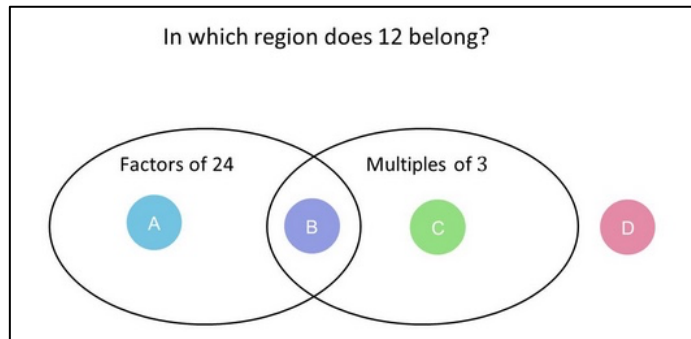 In which region does 12 belong?
Factors of 24
Multiples of 3
A
B
C
D